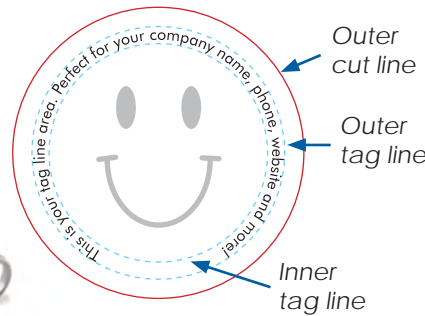 This is your tag line area. Perfect for your company name, phone, website and more!
Outer
cut line
Outer
tag line
Inner
tag line